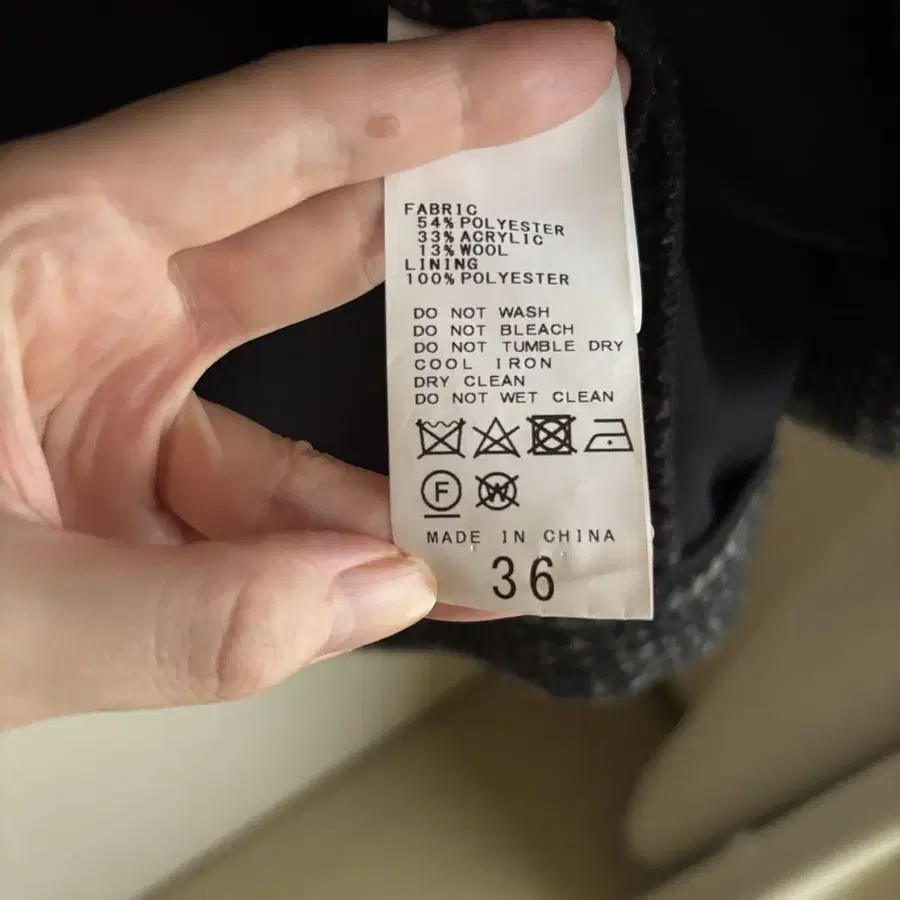 FABRIC
54% POLYESTER
33% ACRYLIC
13% WOOL
LINING
100% POLYESTER
DO NOT WASH
DO NOT BLEACH
DO NOT TUMBLE DRY
COOL IRON
DRY CLEAN
DO NOT WET CLEAN
F W
MADE IN CHINA
36